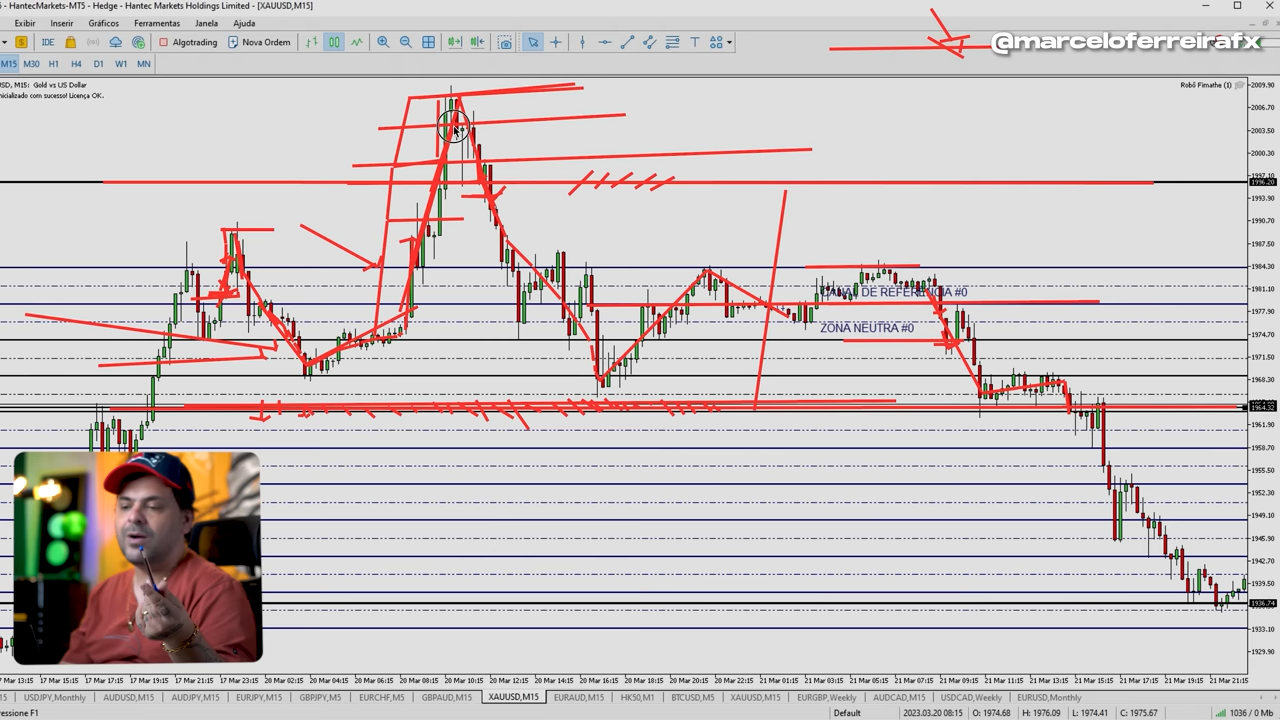 - HantecMarkets-MT5 - Hedge - Hantec Markets Holdings Limited - [XAUUSD,M15]
Exibir Inserir Gráficos Ferramentas Janela Ajuda
IDE Algotrading Nova Ordem T
@marceloferreirafx
M15 M30 H1 H4 D1 W1 MN
USD, M15: Gold vs US Dollar
Robô Fimathe (1)
nicializado com sucesso! Licença OK.
2009.90
2006.70
2003.50
2000.30
1997.10
1996.20
1993.90
1990.70
1987.50
1984.30
1981.10
1977.90
1974.70
1971.50
1968.30
1964.32
1961.90
1958.70
1955.50
1952.30
1949.10
1945.90
1942.70
1939.50
1936.74
1933.10
1929.90
CANAL DE REFERENCIA #0
ZONA NEUTRA #0
7 Mar 13:15 17 Mar 17:15 17 Mar 19:15 17 Mar 21:15 17 Mar 23:15 20 Mar 02:15 20 Mar 04:15 20 Mar 06:15 20 Mar 08:15 20 Mar 10:15 20 Mar 12:15 20 Mar 14:15 20 Mar 16:15 20 Mar 18:15 20 Mar 20:15 20 Mar 22:15 21 Mar 01:15 21 Mar 03:15 21 Mar 05:15 21 Mar 07:15 21 Mar 09:15 21 Mar 11:15 21 Mar 13:15 21 Mar 15:15 21 Mar 17:15 21 Mar 19:15 21 Mar 21:15
15 USDJPY,Monthly AUDUSD,M15 AUDJPY,M15 EURJPY,M15 GBPJPY,M5 EURCHF,M5 GBPAUD,M15 XAUUSD,M15 EURAUD,M15 HK50,M1 BTCUSD,M5 XAUUSD,M15 EURGBP,Weekly AUDCAD,M15 USDCAD,Weekly EURUSD,Monthly
ressione F1 Default 2023.03.20 08:15 O: 1974.68 H: 1976.09 L: 1974.41 C: 1975.67 1036 / 0 Mb